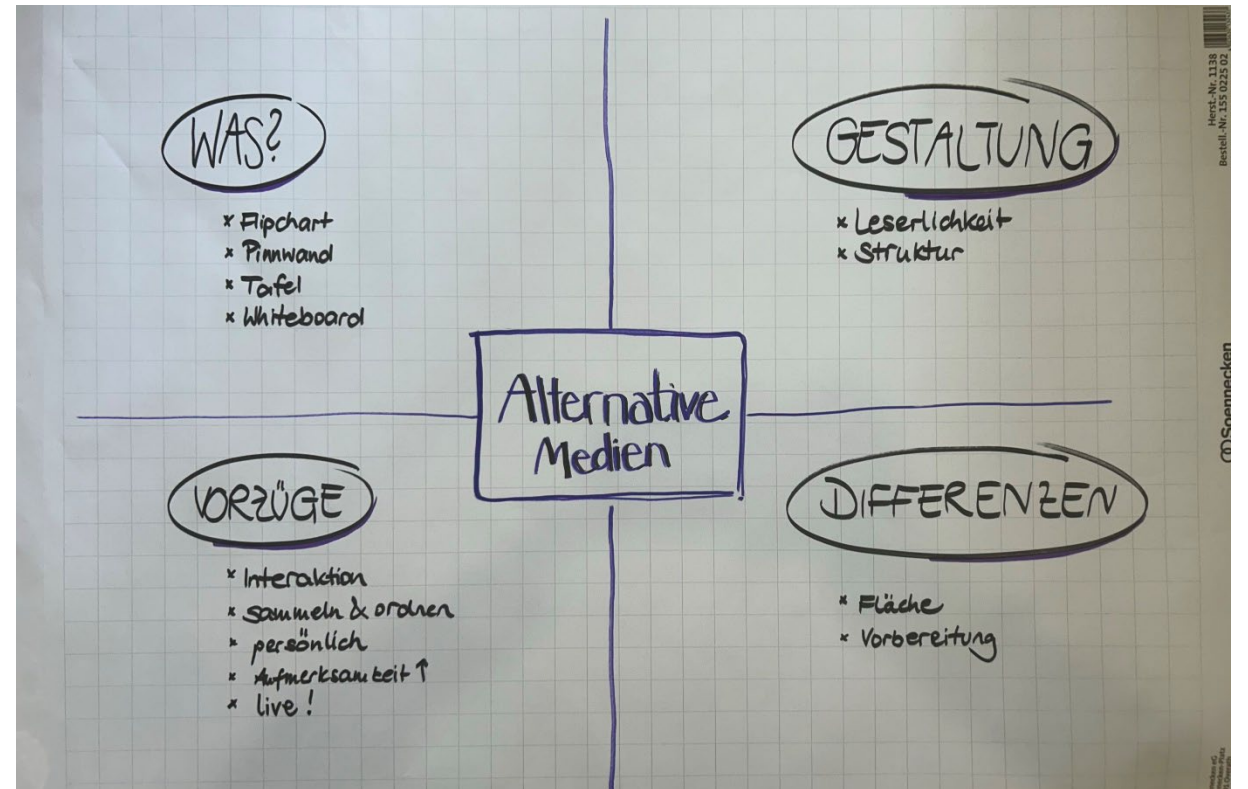 WAS?
x Flipchart
x Pinnwand
x Tafel
x Whiteboard
GESTALTUNG
x Leserlichkeit
x Struktur
Alternative
Medien
VORZÜGE
x Interaktion
x sammeln & ordnen
x persönlich
x Aufmerksamkeit ↑
x live!
DIFFERENZEN
x Fläche
x Vorbereitung
Herst.-Nr. 1138
Bestell.-Nr. 155 0225 02
Soennecken